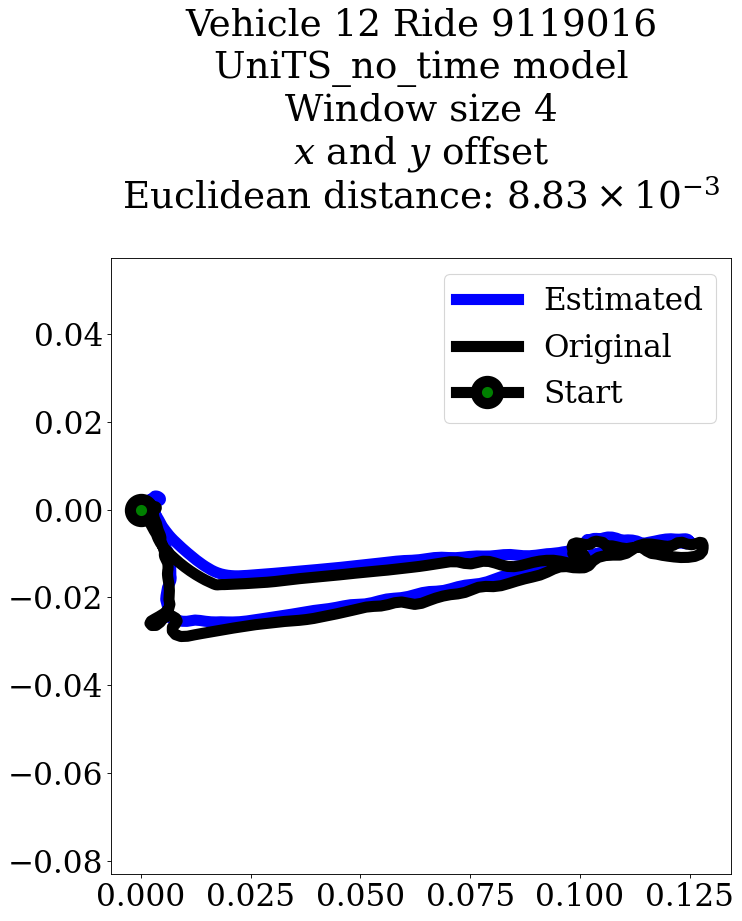 Vehicle 12 Ride 9119016
UniTS_no_time model
Window size 4
x and y offset
Euclidean distance: 8.83 × 10⁻³
Estimated
Original
Start
0.04
0.02
0.00
−0.02
−0.04
−0.06
−0.08
0.000 0.025 0.050 0.075 0.100 0.125